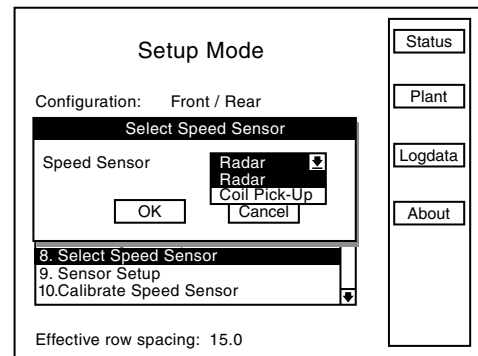 Setup Mode
Configuration: Front / Rear
Select Speed Sensor
Speed Sensor Radar
Radar
Coil Pick-Up
OK Cancel
8. Select Speed Sensor
9. Sensor Setup
10.Calibrate Speed Sensor
Effective row spacing: 15.0
Status
Plant
Logdata
About